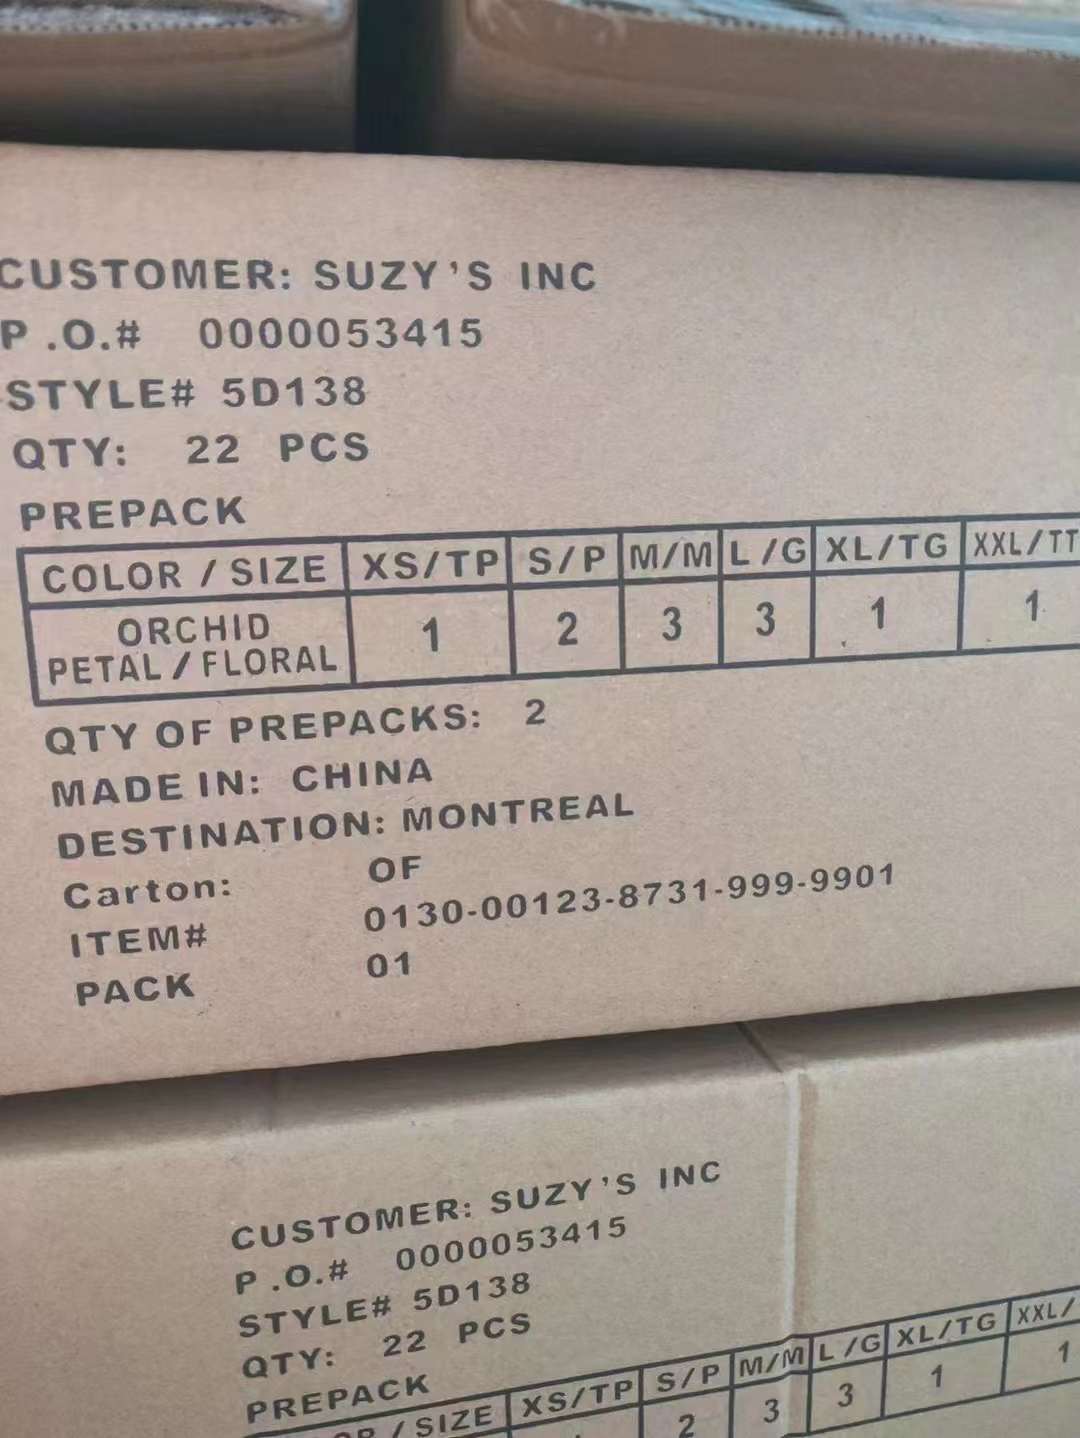 CUSTOMER: SUZY'S INC
P.O.# 0000053415
STYLE# 5D138
QTY: 22 PCS
PREPACK
COLOR / SIZE XS/TP S/P M/M L/G XL/TG XXL/TT
ORCHID
PETAL / FLORAL 1 2 3 3 1 1
QTY OF PREPACKS: 2
MADE IN: CHINA
DESTINATION: MONTREAL
Carton: OF
ITEM# 0130-00123-8731-999-9901
PACK 01
CUSTOMER: SUZY'S INC
P.O.# 0000053415
STYLE# 5D138
QTY: 22 PCS
PREPACK
/ SIZE XS/TP S/P M/M L/G XL/TG XXL/
2 3 3 1 1